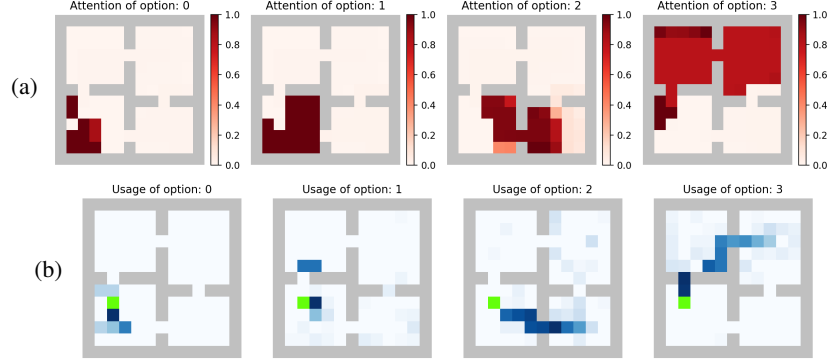 Attention of option: 0
Attention of option: 1
Attention of option: 2
Attention of option: 3
(a)
1.0
0.8
0.6
0.4
0.2
0.0
1.0
0.8
0.6
0.4
0.2
0.0
1.0
0.8
0.6
0.4
0.2
0.0
1.0
0.8
0.6
0.4
0.2
0.0
Usage of option: 0
Usage of option: 1
Usage of option: 2
Usage of option: 3
(b)